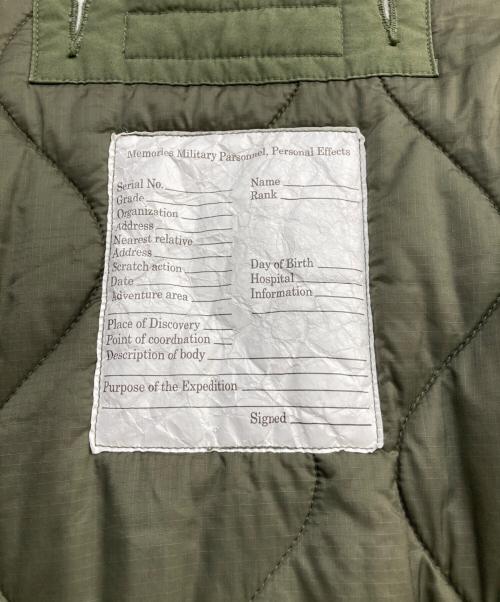 Memories Military Parsonnel, Personal Effects
Serial No. Name
Grade Rank
Organization
Address
Nearest relative
Address
Scratch action Day of Birth
Date Hospital
Adventure area Information
Place of Discovery
Point of coordnation
Description of body
Purpose of the Expedition
Signed